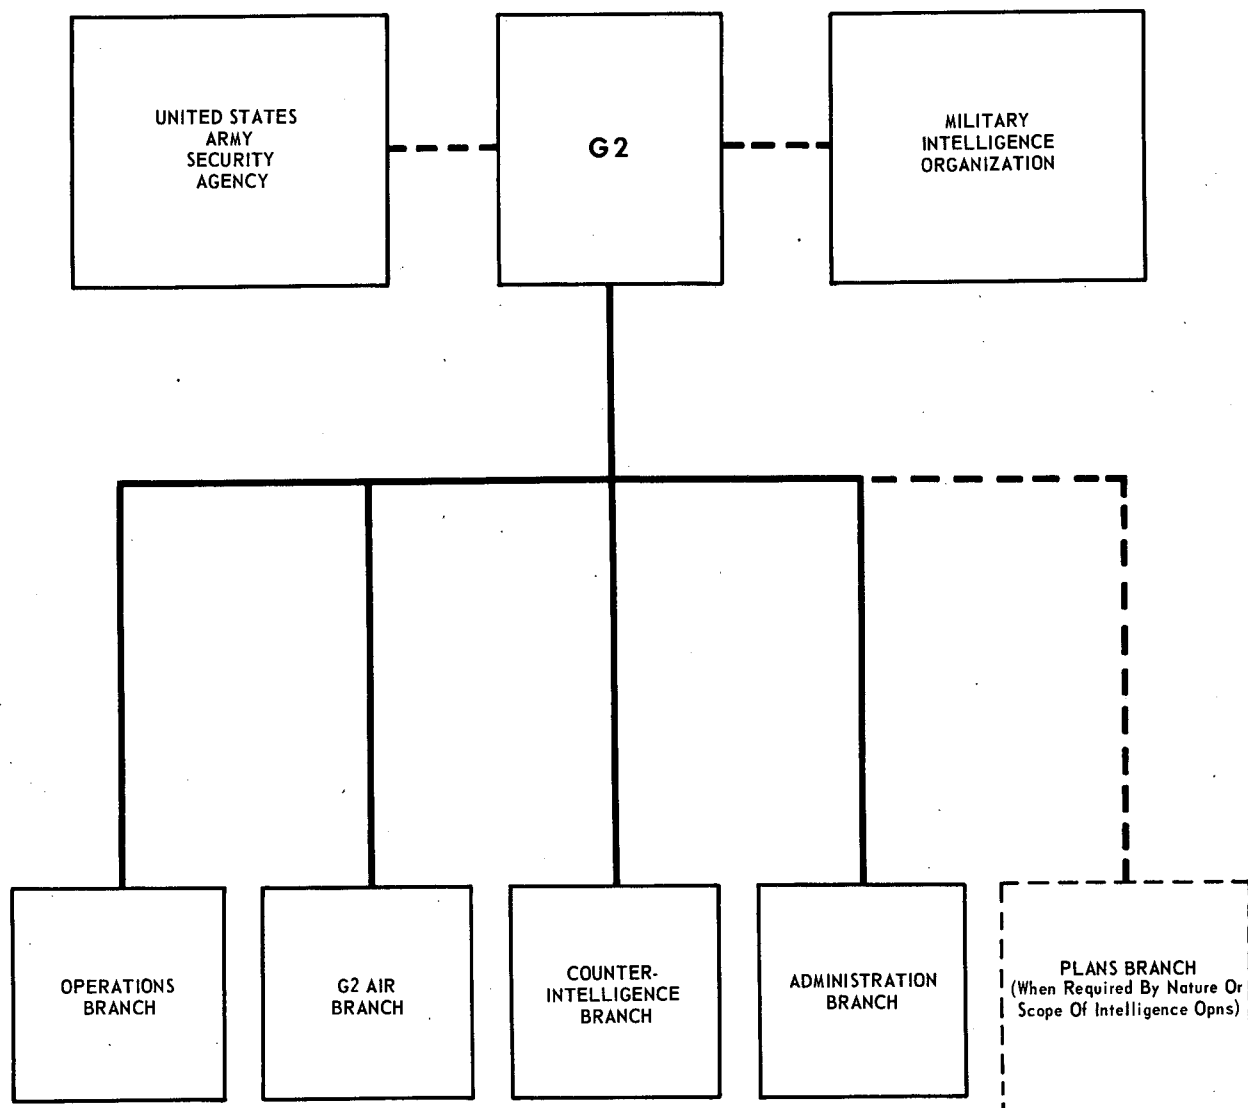 UNITED STATES
ARMY
SECURITY
AGENCY
G2
MILITARY
INTELLIGENCE
ORGANIZATION
OPERATIONS
BRANCH
G2 AIR
BRANCH
COUNTER-
INTELLIGENCE
BRANCH
ADMINISTRATION
BRANCH
PLANS BRANCH
(When Required By Nature Or
Scope Of Intelligence Opns)